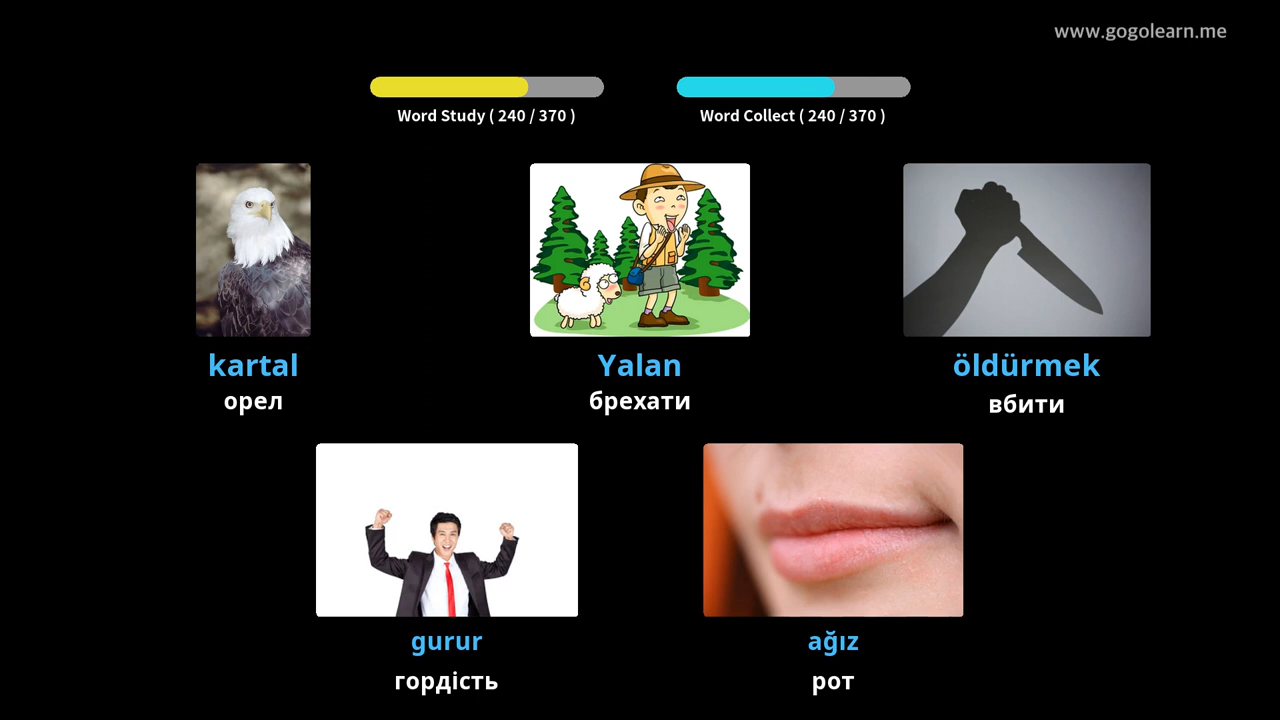 www.gogolearn.me
Word Study ( 240 / 370 )
Word Collect ( 240 / 370 )
kartal
Yalan
öldürmek
орел
брехати
вбити
gurur
ağız
гордість
рот